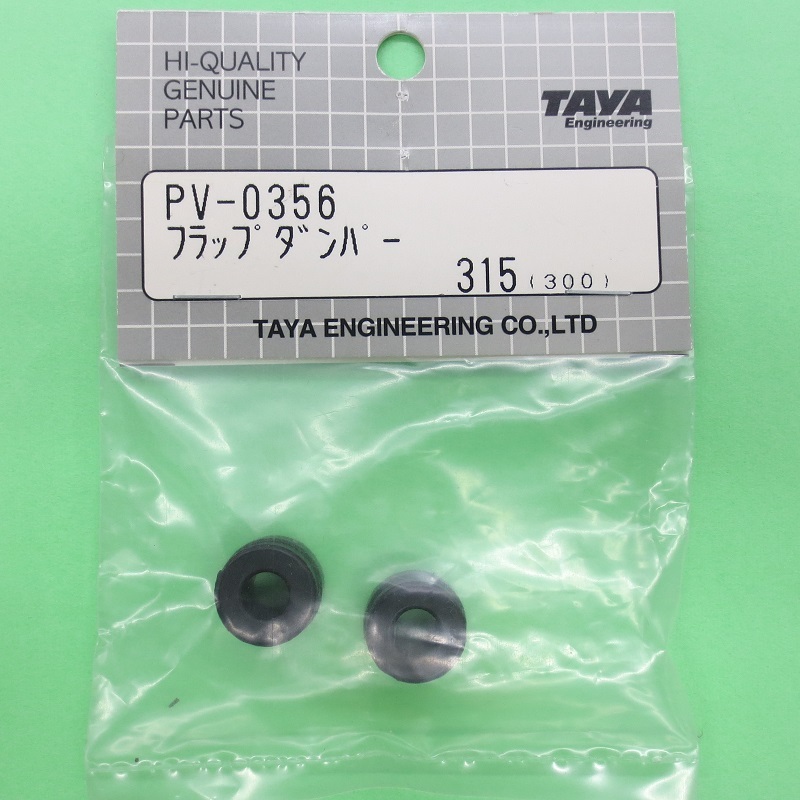 HI-QUALITY
GENUINE
PARTS
TAYA
Engineering
PV-0356
フラップダンパー
315(300)
TAYA ENGINEERING CO.,LTD